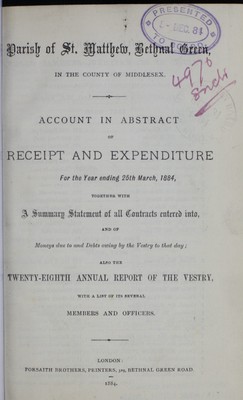 PRESENTED
Parish of St. Matthew, Bethnal Green,
IN THE COUNTY OF MIDDLESEX.
ACCOUNT IN ABSTRACT
OF
RECEIPT AND EXPENDITURE
For the Year ending 25th March, 1884,
TOGETHER WITH
A Summary Statement of all Contracts entered into,
AND OF
Moneys due to and Debts owing by the Vestry to that day;
ALSO THE
TWENTY-EIGHTH ANNUAL REPORT OF THE VESTRY,
WITH A LIST OF ITS SEVERAL
MEMBERS AND OFFICERS.
LONDON:
FORSAITH BROTHERS, PRINTERS, BETHNAL GREEN ROAD.
1884.